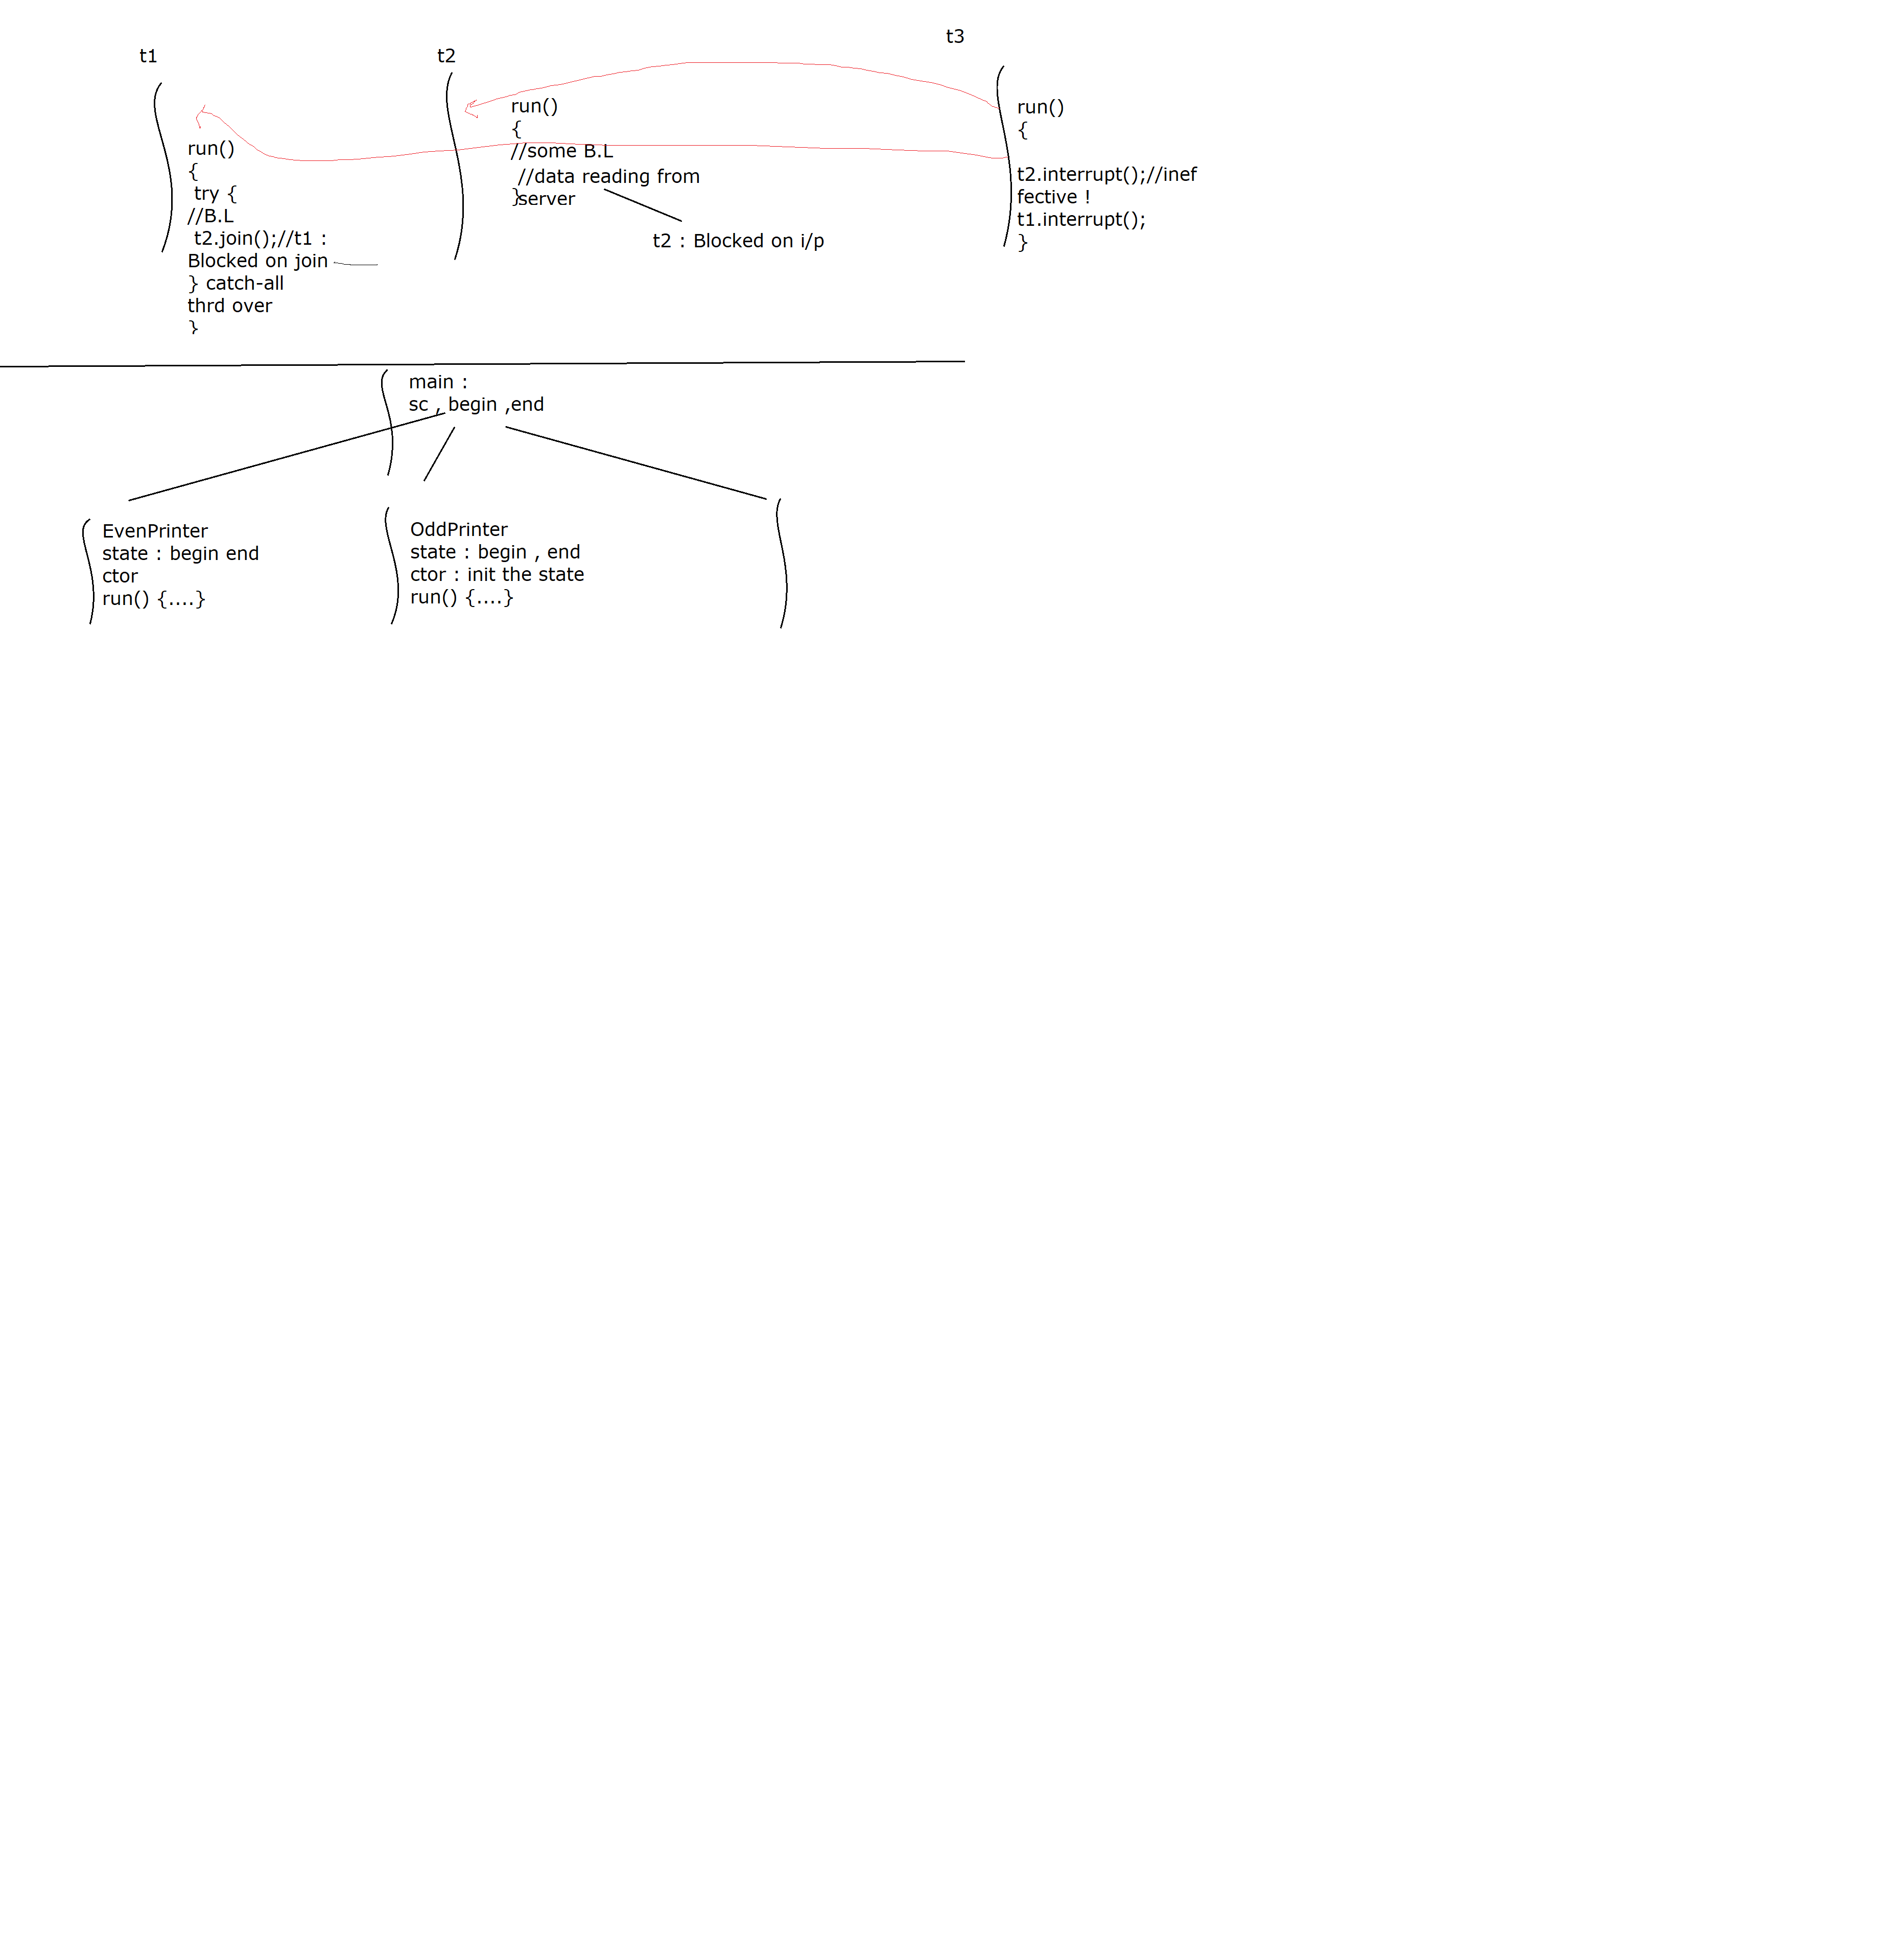 t1
run()
{
try {
//B.L
t2.join();//t1 :
Blocked on join
} catch-all
thrd over
}
t2
run()
{
//some B.L
//data reading from
}server
t2 : Blocked on i/p
t3
run()
{
t2.interrupt();//inef
fective !
t1.interrupt();
}
main :
sc , begin ,end
EvenPrinter
state : begin end
ctor
run() {....}
OddPrinter
state : begin , end
ctor : init the state
run() {....}